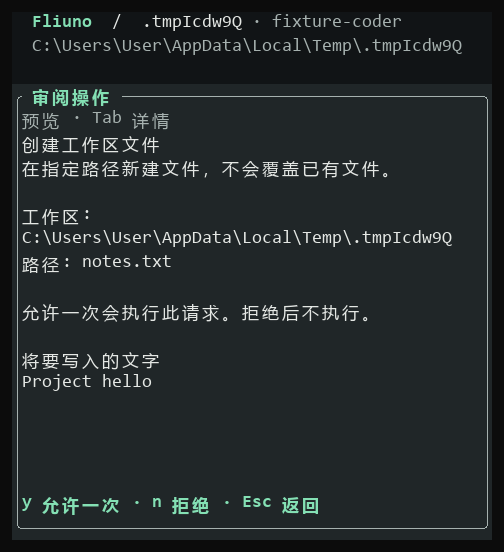 Fliuno / .tmpIcdw9Q · fixture-coder
C:\Users\User\AppData\Local\Temp\.tmpIcdw9Q
审阅操作
预览 · Tab 详情
创建工作区文件
在指定路径新建文件，不会覆盖已有文件。
工作区：
C:\Users\User\AppData\Local\Temp\.tmpIcdw9Q
路径：notes.txt
允许一次会执行此请求。拒绝后不执行。
将要写入的文字
Project hello
y 允许一次 · n 拒绝 · Esc 返回